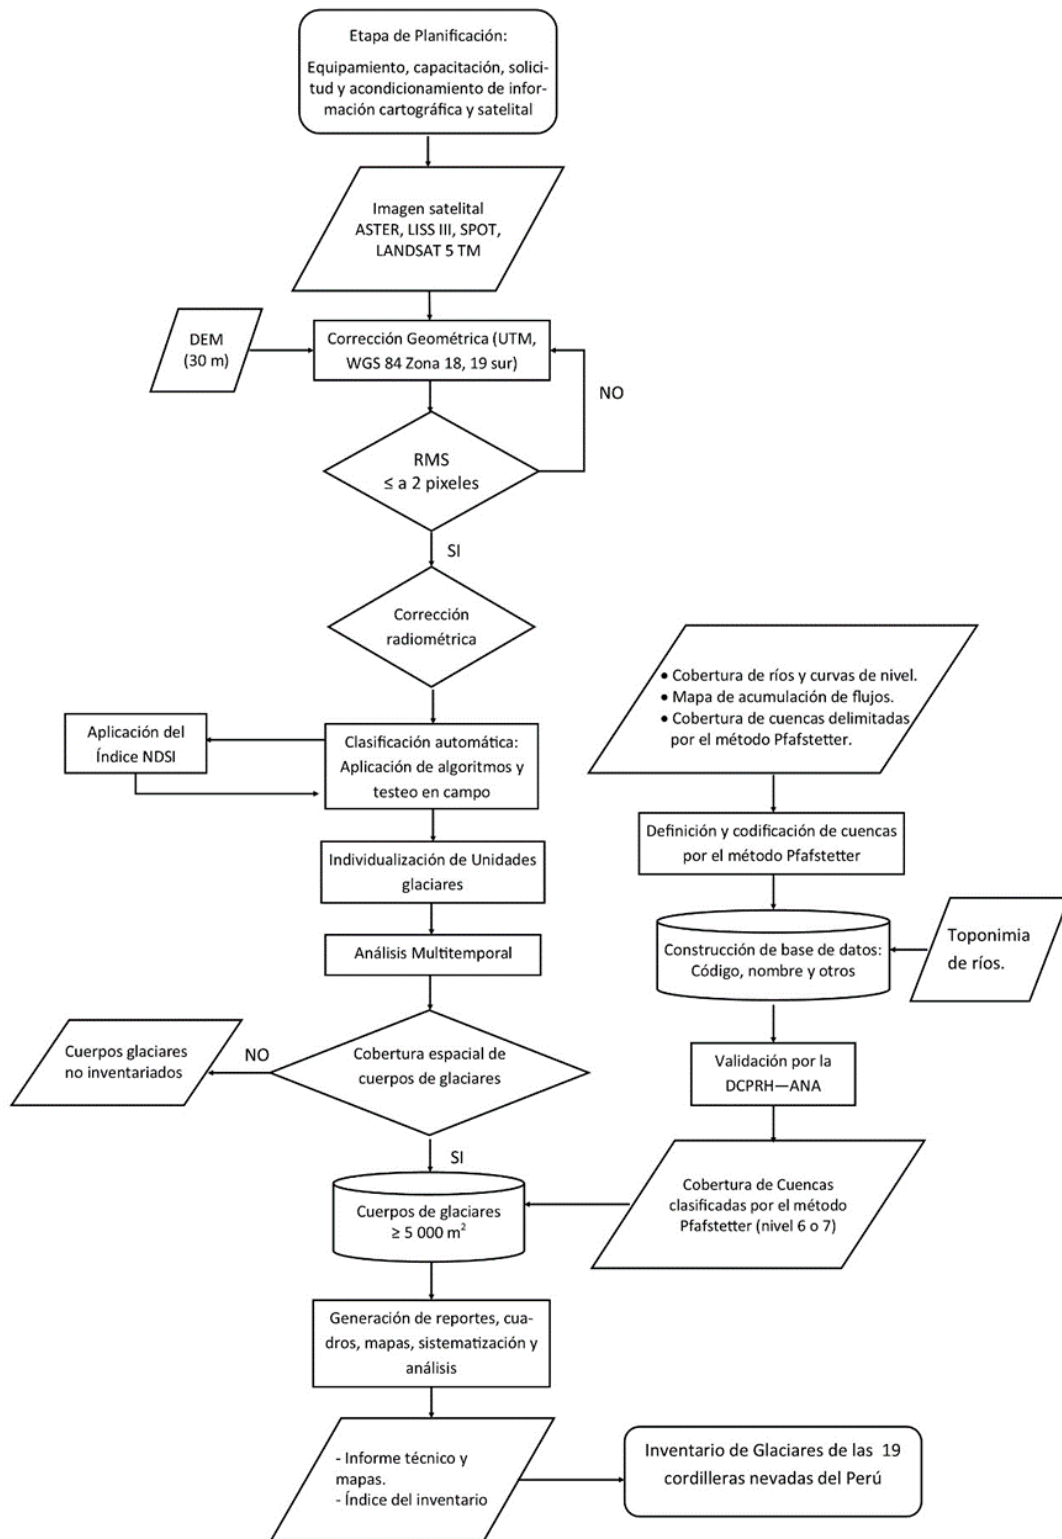 Etapa de Planificación:
Equipamiento, capacitación, solici-
tud y acondicionamiento de infor-
mación cartográfica y satelital
Imagen satelital
ASTER, LISS III, SPOT,
LANDSAT 5 TM
DEM
(30 m)
Corrección Geométrica (UTM,
WGS 84 Zona 18, 19 sur)
NO
RMS
≤ a 2 pixeles
SI
Corrección
radiométrica
Aplicación del
Índice NDSI
Clasificación automática:
Aplicación de algoritmos y
testeo en campo
Individualización de Unidades
glaciares
Análisis Multitemporal
Cobertura espacial de
cuerpos de glaciares
NO
Cuerpos glaciares
no inventariados
SI
• Cobertura de ríos y curvas de nivel.
• Mapa de acumulación de flujos.
• Cobertura de cuencas delimitadas
por el método Pfafstetter.
Definición y codificación de cuencas
por el método Pfafstetter
Construcción de base de datos:
Código, nombre y otros
Toponimia
de ríos.
Validación por la
DCPRH—ANA
Cobertura de Cuencas
clasificadas por el método
Pfafstetter (nivel 6 o 7)
Cuerpos de glaciares
≥ 5 000 m²
Generación de reportes, cua-
dros, mapas, sistematización y
análisis
- Informe técnico y
mapas.
- Índice del inventario
Inventario de Glaciares de las 19
cordilleras nevadas del Perú